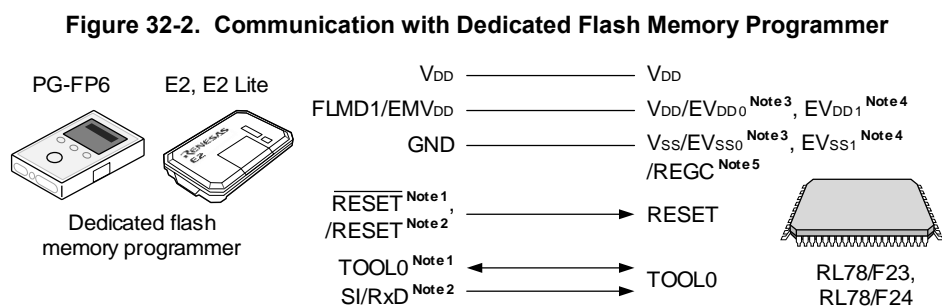 Figure 32-2. Communication with Dedicated Flash Memory Programmer
PG-FP6 E2, E2 Lite
RENESAS
E2
Dedicated flash
memory programmer
VDD VDD
FLMD1/EMVDD VDD/EVDD0 Note 3, EVDD1 Note 4
GND VSS/EVSS0 Note 3, EVSS1 Note 4
/REGC Note 5
RESET Note 1,
/RESET Note 2 RESET
TOOL0 Note 1 TOOL0
SI/RxD Note 2
RL78/F23,
RL78/F24